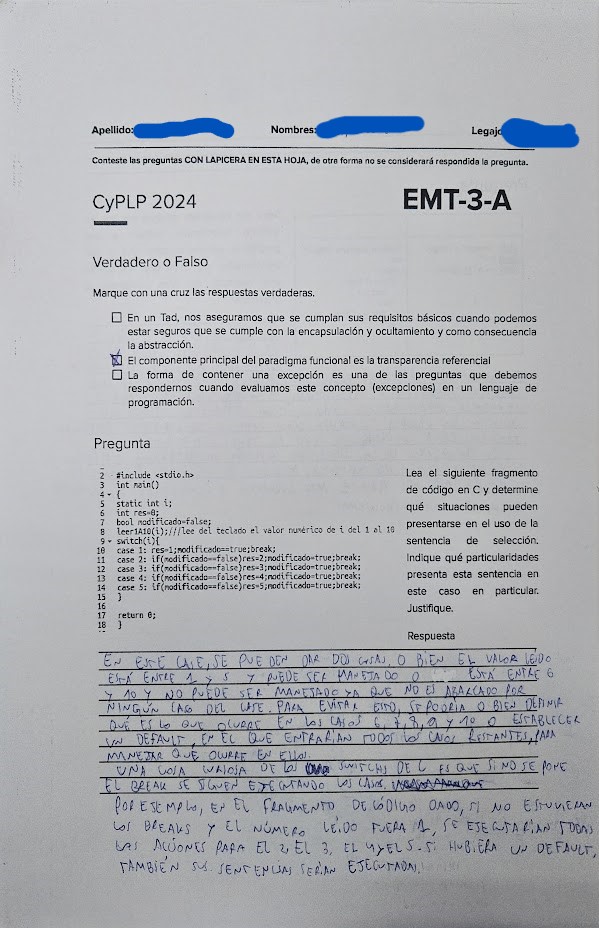 Apellido: Nombres: Legajo
Conteste las preguntas CON LAPICERA EN ESTA HOJA, de otra forma no se considerará respondida la pregunta.
CyPLP 2024 EMT-3-A
Verdadero o Falso
Marque con una cruz las respuestas verdaderas.
En un Tad, nos aseguramos que se cumplan sus requisitos básicos cuando podemos
estar seguros que se cumple con la encapsulación y ocultamiento y como consecuencia
la abstracción.
El componente principal del paradigma funcional es la transparencia referencial
La forma de contener una excepción es una de las preguntas que debemos
respondernos cuando evaluamos este concepto (excepciones) en un lenguaje de
programación.
Pregunta
2 #include <stdio.h>
3 int main()
4 {
5 static int i;
6 int res=0;
7 bool modificado=false;
8 leer1A10(i);///lee del teclado el valor numérico de i del 1 al 10
9 switch(i){
10 case 1: res=1;modificado==true;break;
11 case 2: if(modificado==false)res=2;modificado=true;break;
12 case 3: if(modificado==false)res=3;modificado=true;break;
13 case 4: if(modificado==false)res=4;modificado=true;break;
14 case 5: if(modificado==false)res=5;modificado=true;break;
15 }
16
17 return 0;
18 }
Lea el siguiente fragmento
de código en C y determine
qué situaciones pueden
presentarse en el uso de la
sentencia de selección.
Indique qué particularidades
presenta esta sentencia en
este caso en particular.
Justifique.
Respuesta
EN ESTE CASE, SE PUEDEN DAR DOS COSAS, O BIEN EL VALOR LEIDO
ESTÁ ENTRE 1 Y 5 Y PUEDE SER MANEJADO O ESTÁ ENTRE 6
Y 10 Y NO PUEDE SER MANEJADO YA QUE NO ES ABARCADO POR
NINGÚN CASO DEL CASE. PARA EVITAR ESTO, SE PODRÍA O BIEN DEFINIR
QUÉ ES LO QUE OCURRE EN LOS CASOS 6, 7, 8, 9 Y 10 O ESTABLECER
UN DEFAULT, EN EL QUE ENTRARÍAN TODOS LOS CASOS RESTANTES, PARA
MANEJAR QUE OCURRE EN ELLOS.
UNA COSA CURIOSA DE LOS SWITCHS DE C ES QUE SI NO SE PONE
EL BREAK SE SIGUEN EJECUTANDO LOS CASOS.
POR EJEMPLO, EN EL FRAGMENTO DE CÓDIGO DADO, SI NO ESTUVIERAN
LOS BREAKS Y EL NÚMERO LEÍDO FUERA 1, SE EJECUTARÍAN TODAS
LAS ACCIONES PARA EL 2, EL 3, EL 4 Y EL 5. SI HUBIERA UN DEFAULT,
TAMBIÉN SUS SENTENCIAS SERÍAN EJECUTADAS.